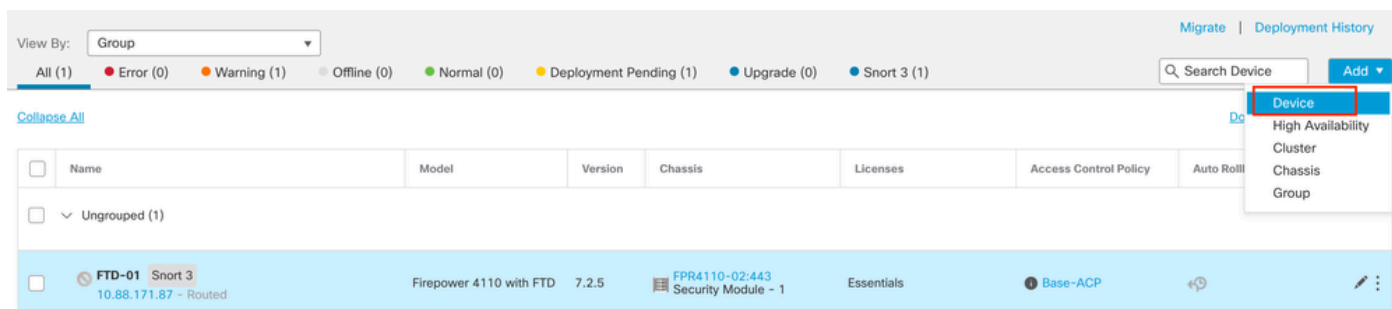 Migrate | Deployment History
View By: Group
All (1) Error (0) Warning (1) Offline (0) Normal (0) Deployment Pending (1) Upgrade (0) Snort 3 (1) Search Device Add
Collapse All Device
High Availability
Cluster
Chassis
Group
Name Model Version Chassis Licenses Access Control Policy Auto
Ungrouped (1)
FTD-01 Snort 3 Firepower 4110 with FTD 7.2.5 FPR4110-02:443 Essentials Base-ACP
10.88.171.87 - Routed Security Module - 1